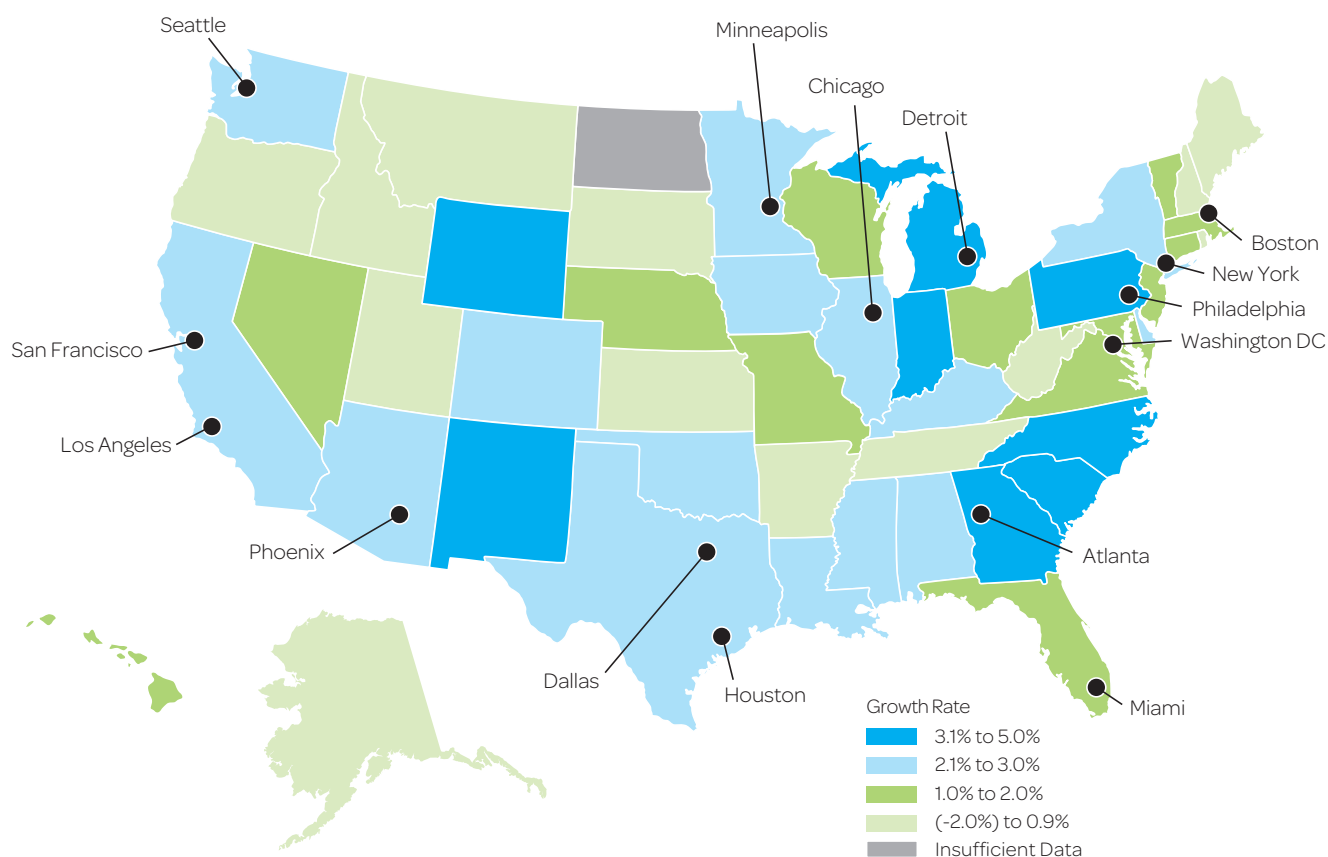 Seattle
Minneapolis
Chicago
Detroit
Boston
New York
Philadelphia
Washington DC
San Francisco
Los Angeles
Phoenix
Atlanta
Dallas
Houston
Miami
Growth Rate
3.1% to 5.0%
2.1% to 3.0%
1.0% to 2.0%
(-2.0%) to 0.9%
Insufficient Data